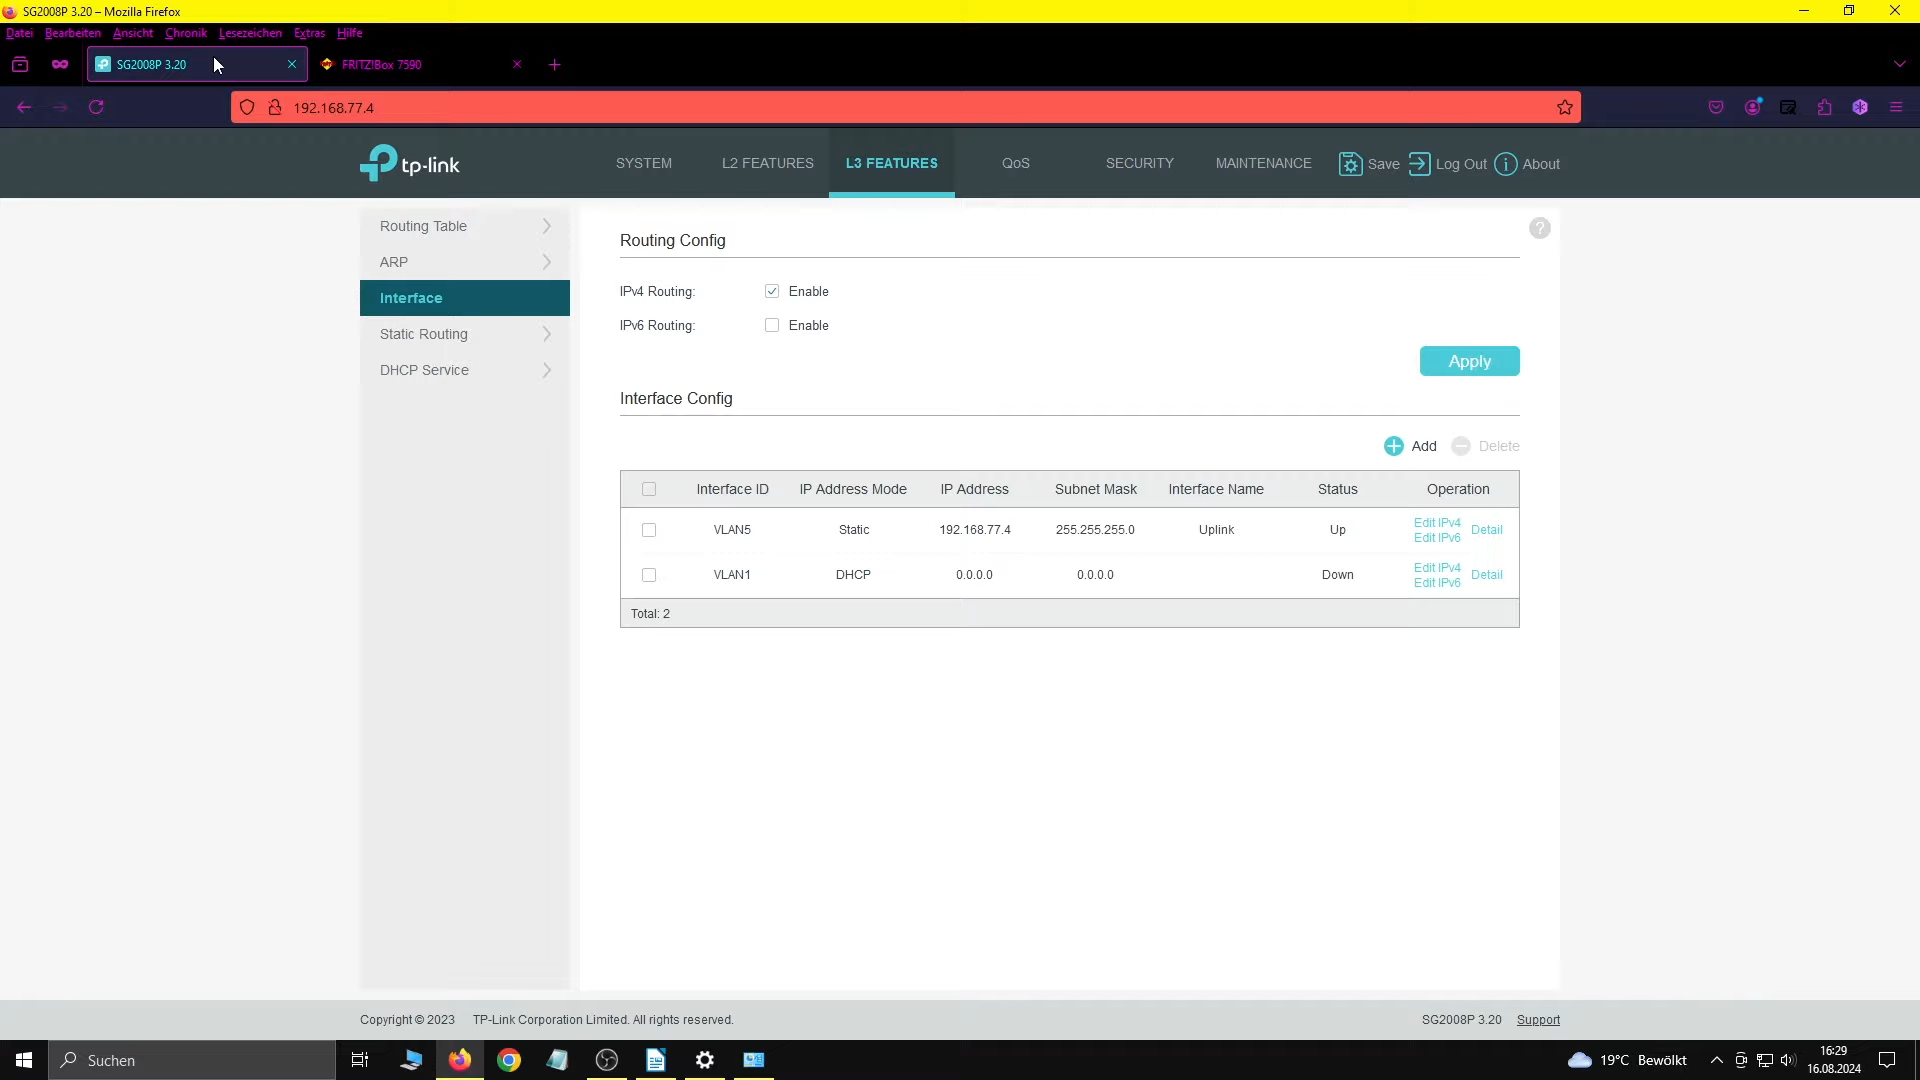 SG2008P 3.20 – Mozilla Firefox
Datei Bearbeiten Ansicht Chronik Lesezeichen Extras Hilfe
SG2008P 3.20
FRITZ!Box 7590
192.168.77.4
tp-link
SYSTEM L2 FEATURES L3 FEATURES QoS SECURITY MAINTENANCE Save Log Out About
Routing Table
ARP
Interface
Static Routing
DHCP Service
Routing Config
IPv4 Routing: Enable
IPv6 Routing: Enable
Apply
Interface Config
Add Delete
Interface ID IP Address Mode IP Address Subnet Mask Interface Name Status Operation
VLAN5 Static 192.168.77.4 255.255.255.0 Uplink Up Edit IPv4 Detail
Edit IPv6
VLAN1 DHCP 0.0.0.0 0.0.0.0 Down Edit IPv4 Detail
Edit IPv6
Total: 2
Copyright © 2023 TP-Link Corporation Limited. All rights reserved. SG2008P 3.20 Support
Suchen
19°C Bewölkt
16:29
16.08.2024